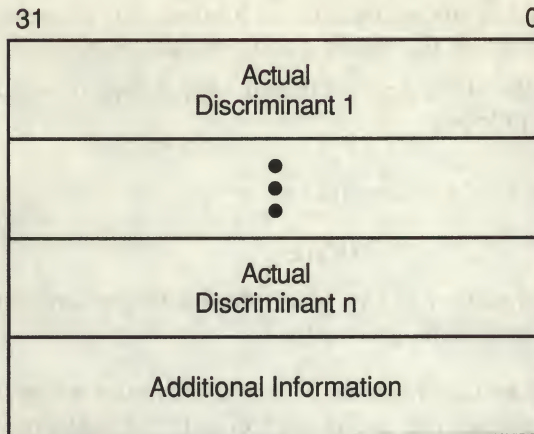 31 0
Actual
Discriminant 1
Actual
Discriminant n
Additional Information